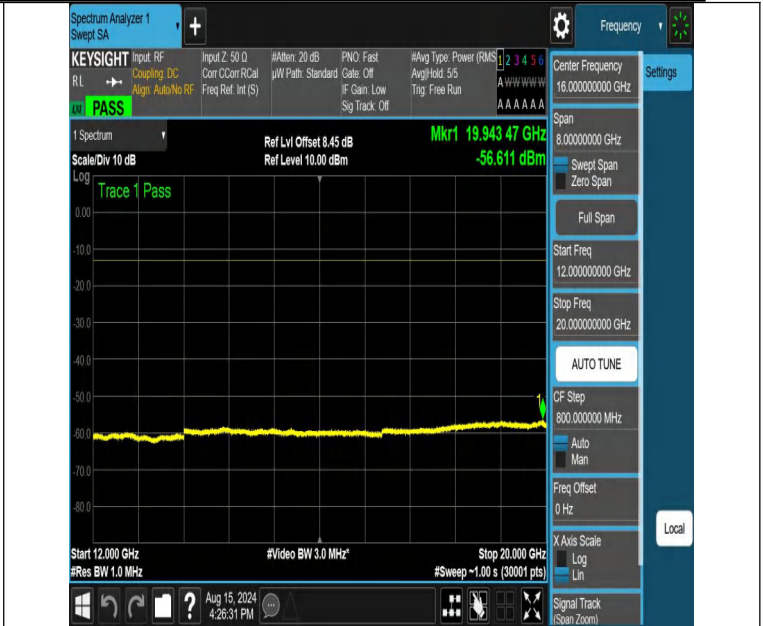 Spectrum Analyzer 1
Swept SA
+
Frequency
KEYSIGHT
RL
LXI
PASS
Input: RF
Coupling: DC
Align: Auto/No RF
Input Z: 50 Ω
Corr CCorr RCal
Freq Ref: Int (S)
#Atten: 20 dB
µW Path: Standard
PNO: Fast
Gate: Off
IF Gain: Low
Sig Track: Off
#Avg Type: Power (RMS
Avg|Hold: 5/5
Trig: Free Run
1 2 3 4 5 6
A W W W W W
A A A A A A
1 Spectrum
Scale/Div 10 dB
Log
Ref Lvl Offset 8.45 dB
Ref Level 10.00 dBm
Mkr1 19.943 47 GHz
-56.611 dBm
Trace 1 Pass
0.00
-10.0
-20.0
-30.0
-40.0
-50.0
-60.0
-70.0
-80.0
1
Start 12.000 GHz
#Res BW 1.0 MHz
#Video BW 3.0 MHz*
Stop 20.000 GHz
#Sweep ~1.00 s (30001 pts)
Aug 15, 2024
4:26:31 PM
?
Center Frequency
16.000000000 GHz
Settings
Span
8.00000000 GHz
Swept Span
Zero Span
Full Span
Start Freq
12.000000000 GHz
Stop Freq
20.000000000 GHz
AUTO TUNE
CF Step
800.000000 MHz
Auto
Man
Freq Offset
0 Hz
X Axis Scale
Log
Lin
Local
Signal Track
(Span Zoom)